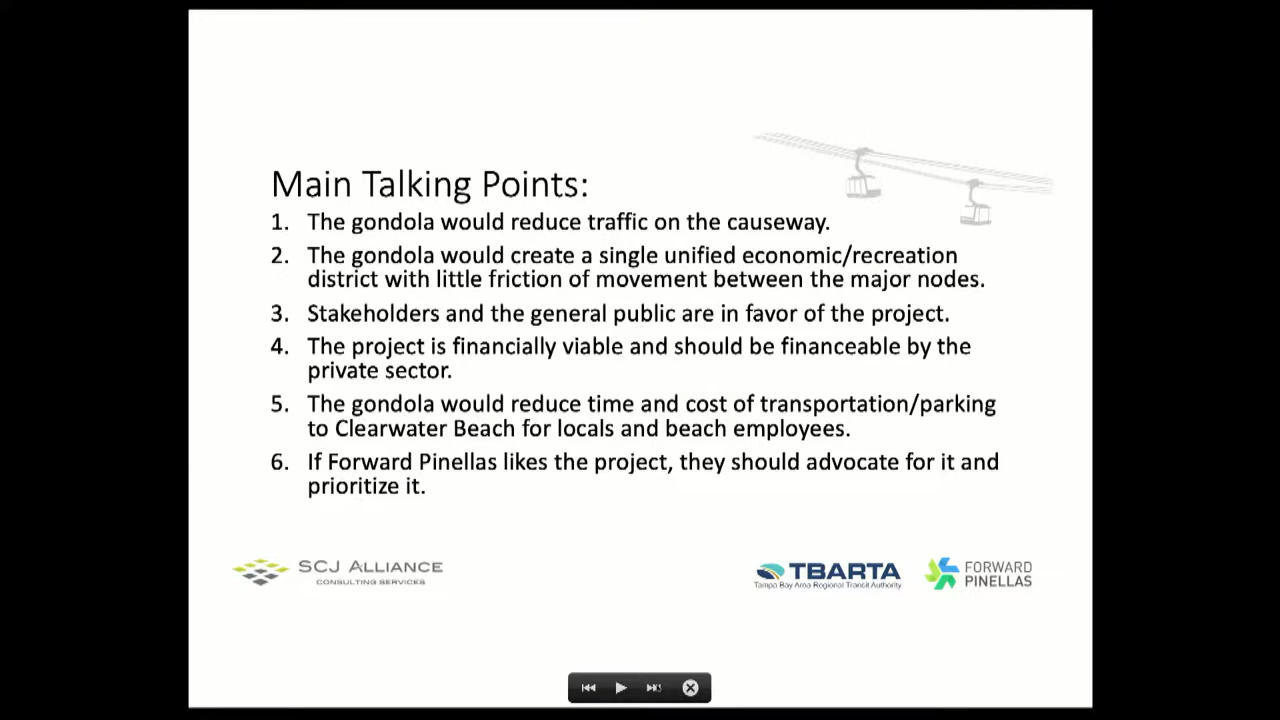 Main Talking Points:
1. The gondola would reduce traffic on the causeway.
2. The gondola would create a single unified economic/recreation
district with little friction of movement between the major nodes.
3. Stakeholders and the general public are in favor of the project.
4. The project is financially viable and should be financeable by the
private sector.
5. The gondola would reduce time and cost of transportation/parking
to Clearwater Beach for locals and beach employees.
6. If Forward Pinellas likes the project, they should advocate for it and
prioritize it.
SCJ ALLIANCE
CONSULTING SERVICES
TBARTA
Tampa Bay Area Regional Transit Authority
FORWARD
PINELLAS